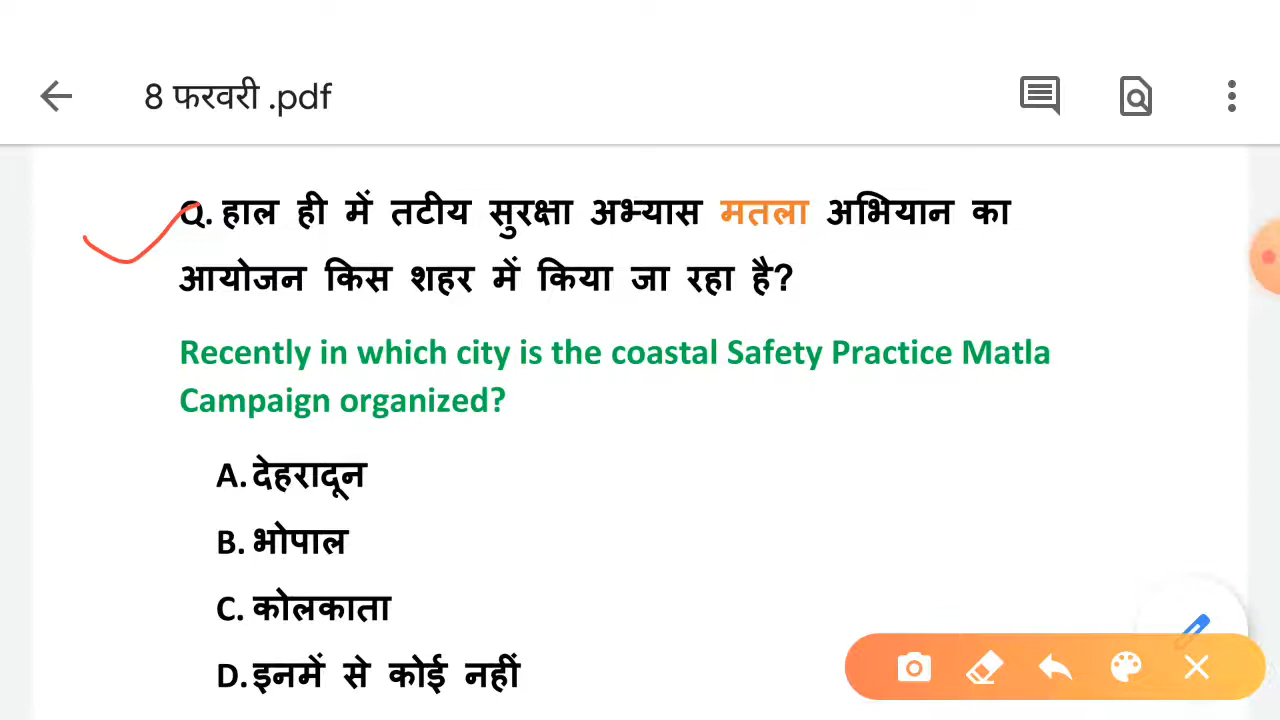 8 फरवरी .pdf
Q. हाल ही में तटीय सुरक्षा अभ्यास मतला अभियान का
आयोजन किस शहर में किया जा रहा है?
Recently in which city is the coastal Safety Practice Matla
Campaign organized?
A. देहरादून
B. भोपाल
C. कोलकाता
D. इनमें से कोई नहीं